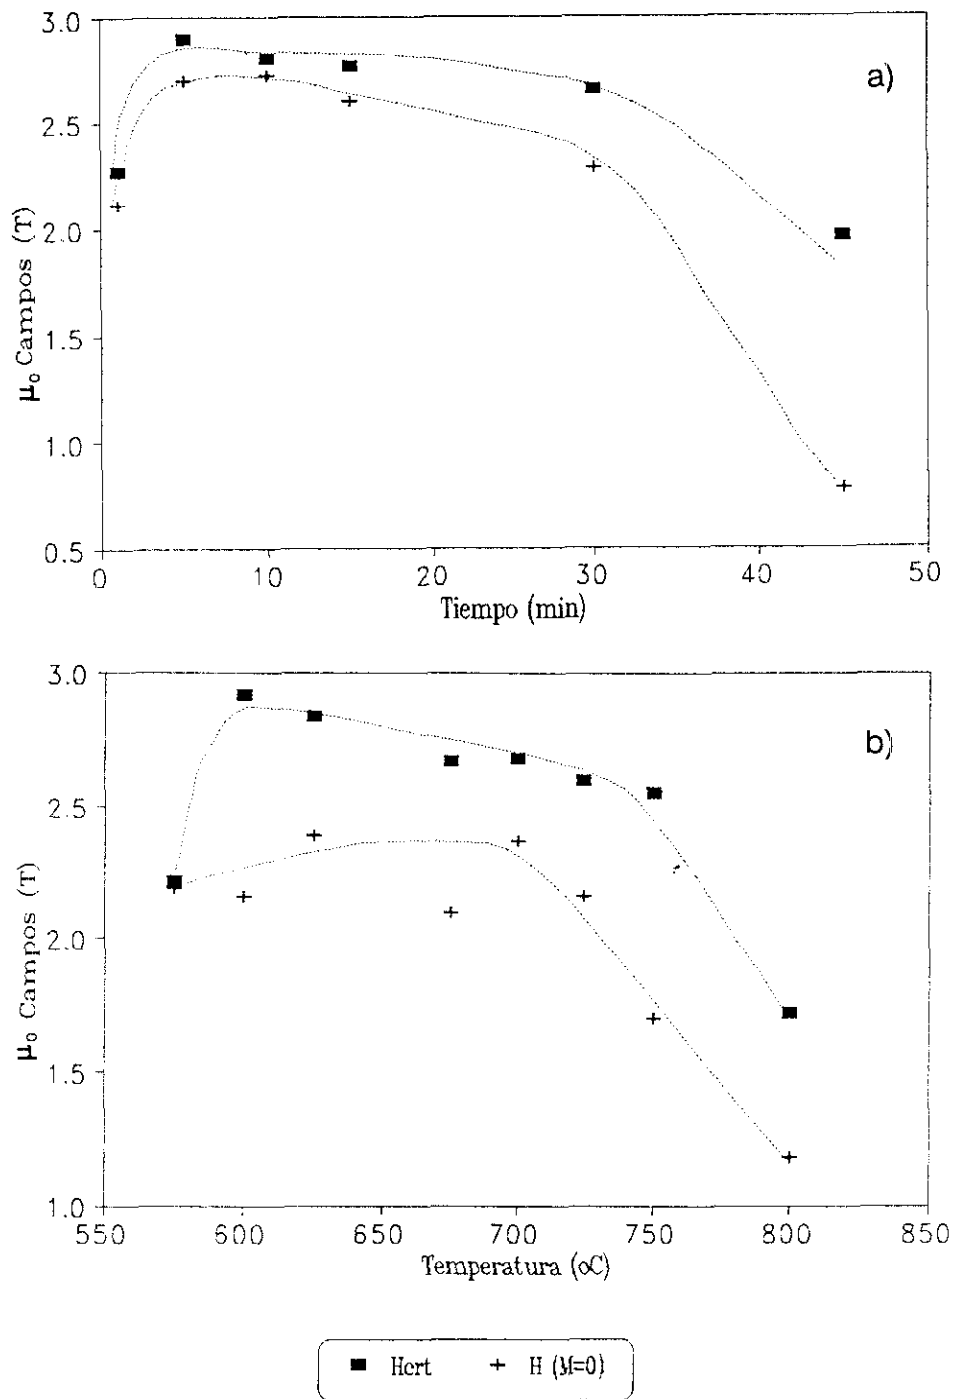 3.0
2.5
2.0
1.5
1.0
0.5
μ₀ Campos (T)
a)
0 10 20 30 40 50
Tiempo (min)
3.0
2.5
2.0
1.5
1.0
μ₀ Campos (T)
b)
550 600 650 700 750 800 850
Temperatura (oC)
Hcrt H (M=0)